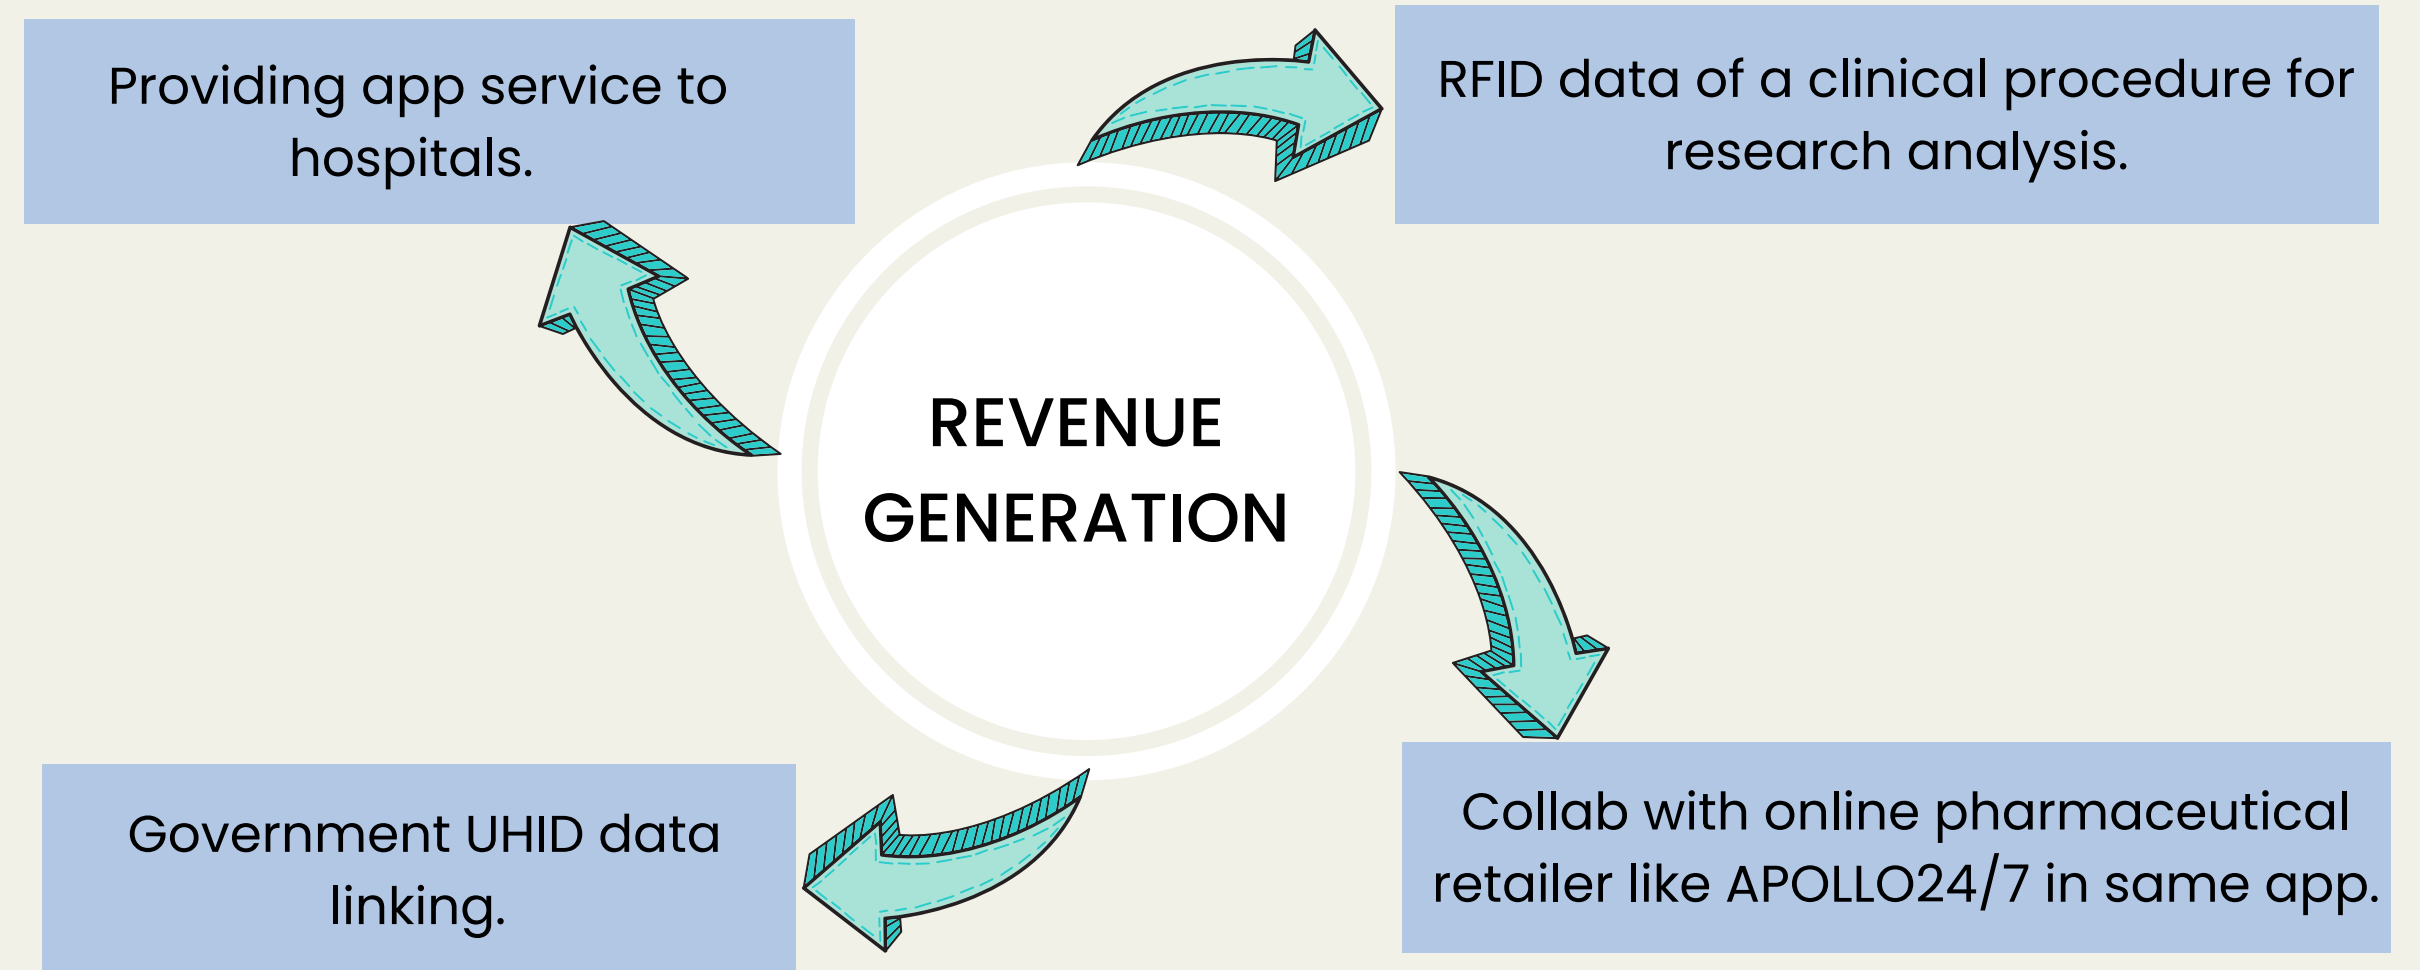 Providing app service to
hospitals.
RFID data of a clinical procedure for
research analysis.
REVENUE
GENERATION
Government UHID data
linking.
Collab with online pharmaceutical
retailer like APOLLO24/7 in same app.